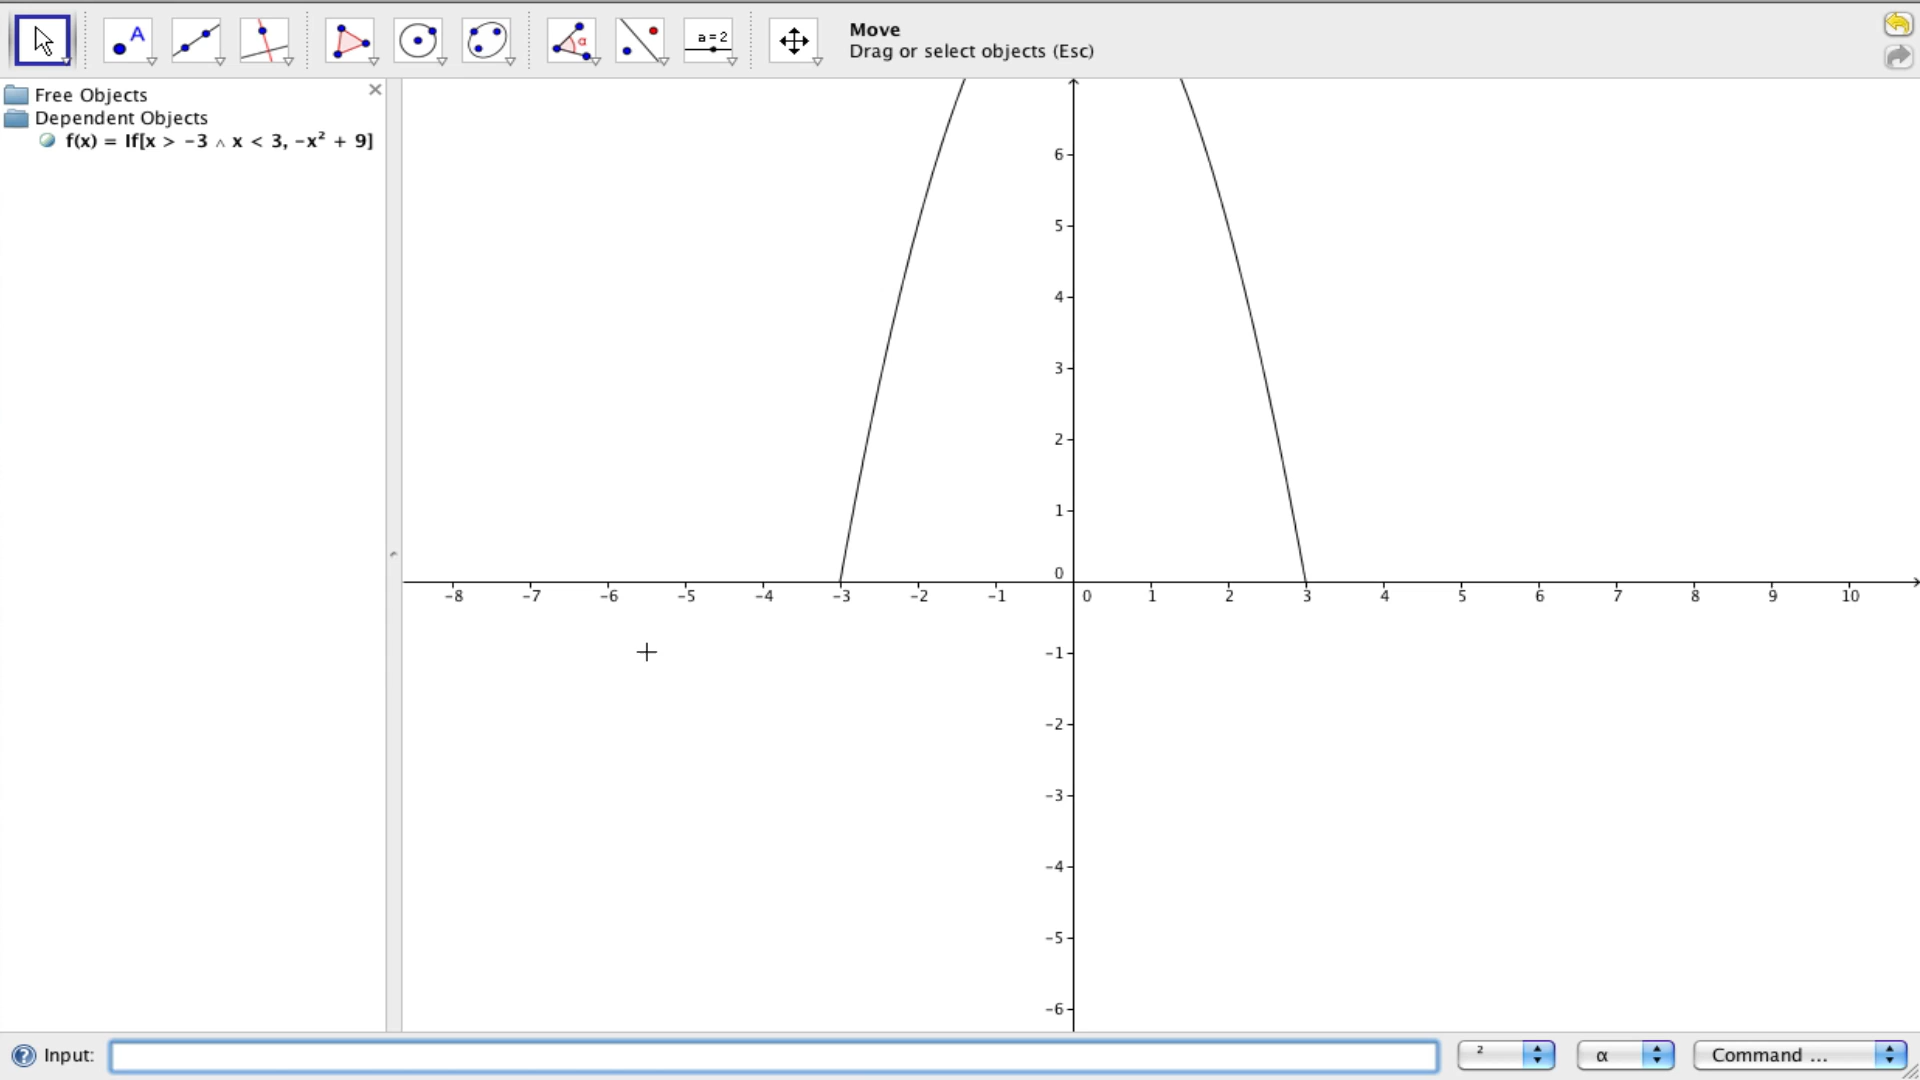 A
α
a=2
Move
Drag or select objects (Esc)
Free Objects
Dependent Objects
f(x) = If[x > −3 ∧ x < 3, −x² + 9]
6
5
4
3
2
1
0
−8 −7 −6 −5 −4 −3 −2 −1 0 1 2 3 4 5 6 7 8 9 10
−1
−2
−3
−4
−5
−6
Input: ² α Command ...